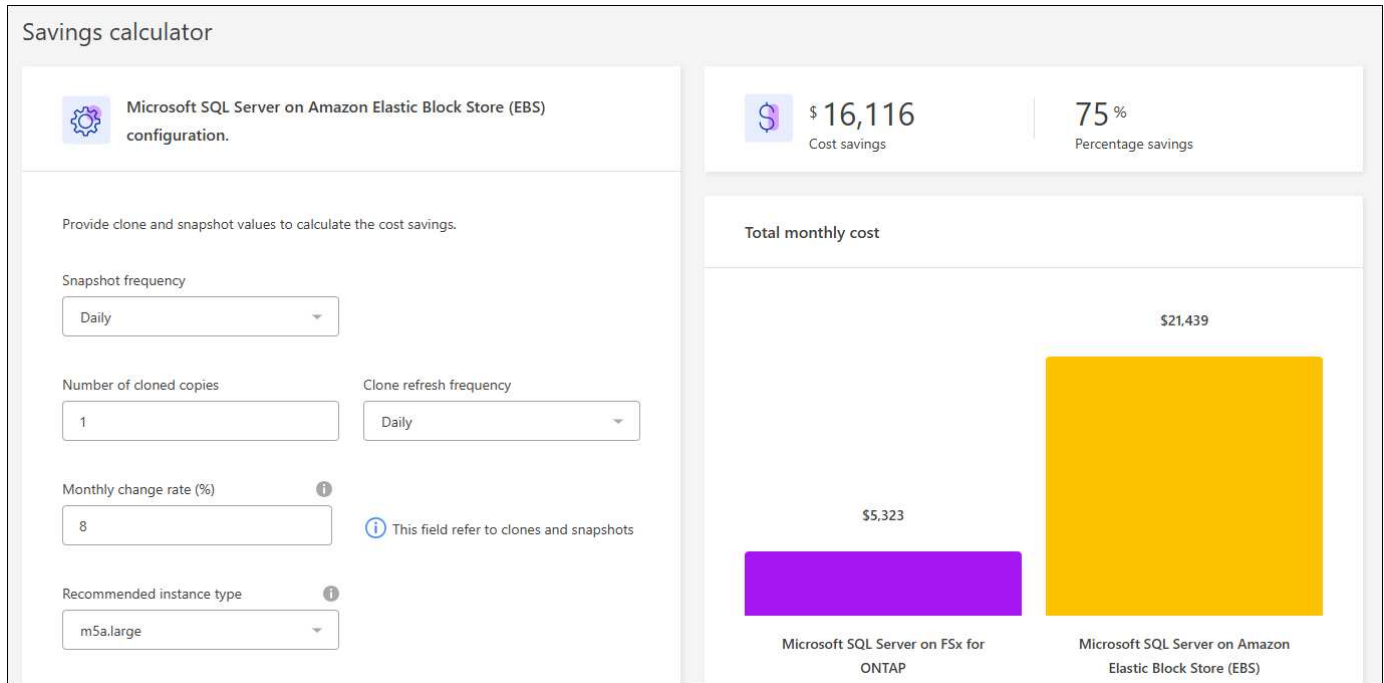 Savings calculator
Microsoft SQL Server on Amazon Elastic Block Store (EBS)
configuration.
Provide clone and snapshot values to calculate the cost savings.
Snapshot frequency
Daily
Number of cloned copies
Clone refresh frequency
1
Daily
Monthly change rate (%)
8
This field refer to clones and snapshots
Recommended instance type
m5a.large
$ 16,116
Cost savings
75 %
Percentage savings
Total monthly cost
$21,439
$5,323
Microsoft SQL Server on FSx for
ONTAP
Microsoft SQL Server on Amazon
Elastic Block Store (EBS)